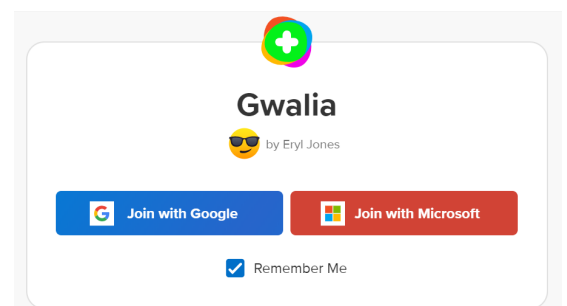 Gwalia
by Eryl Jones
Join with Google
Join with Microsoft
Remember Me